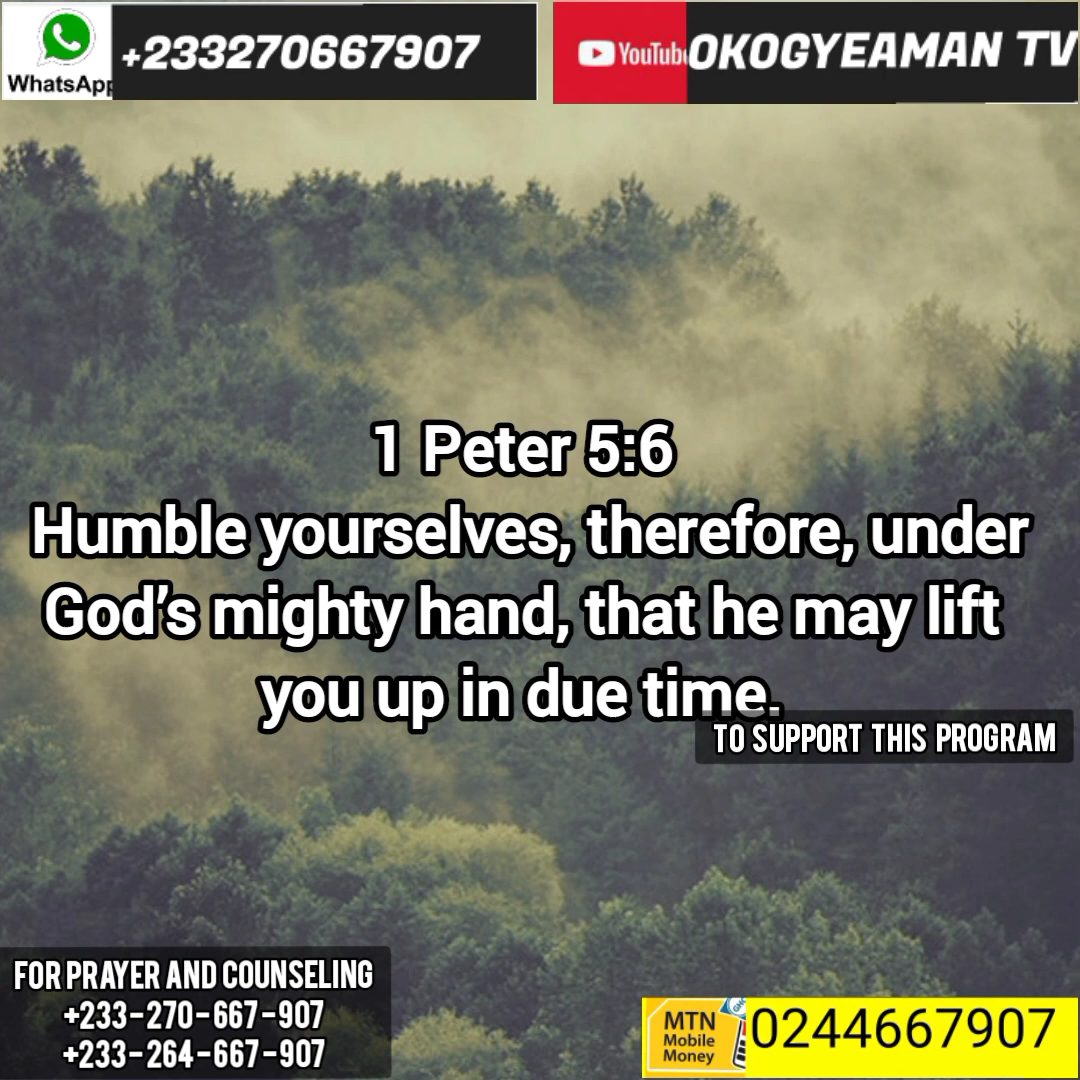 WhatsApp
+233270667907
YouTube
OKOGYEAMAN TV
1 Peter 5:6
Humble yourselves, therefore, under
God’s mighty hand, that he may lift
you up in due time.
TO SUPPORT THIS PROGRAM
FOR PRAYER AND COUNSELING
+233-270-667-907
+233-264-667-907
MTN
Mobile
Money
0244667907